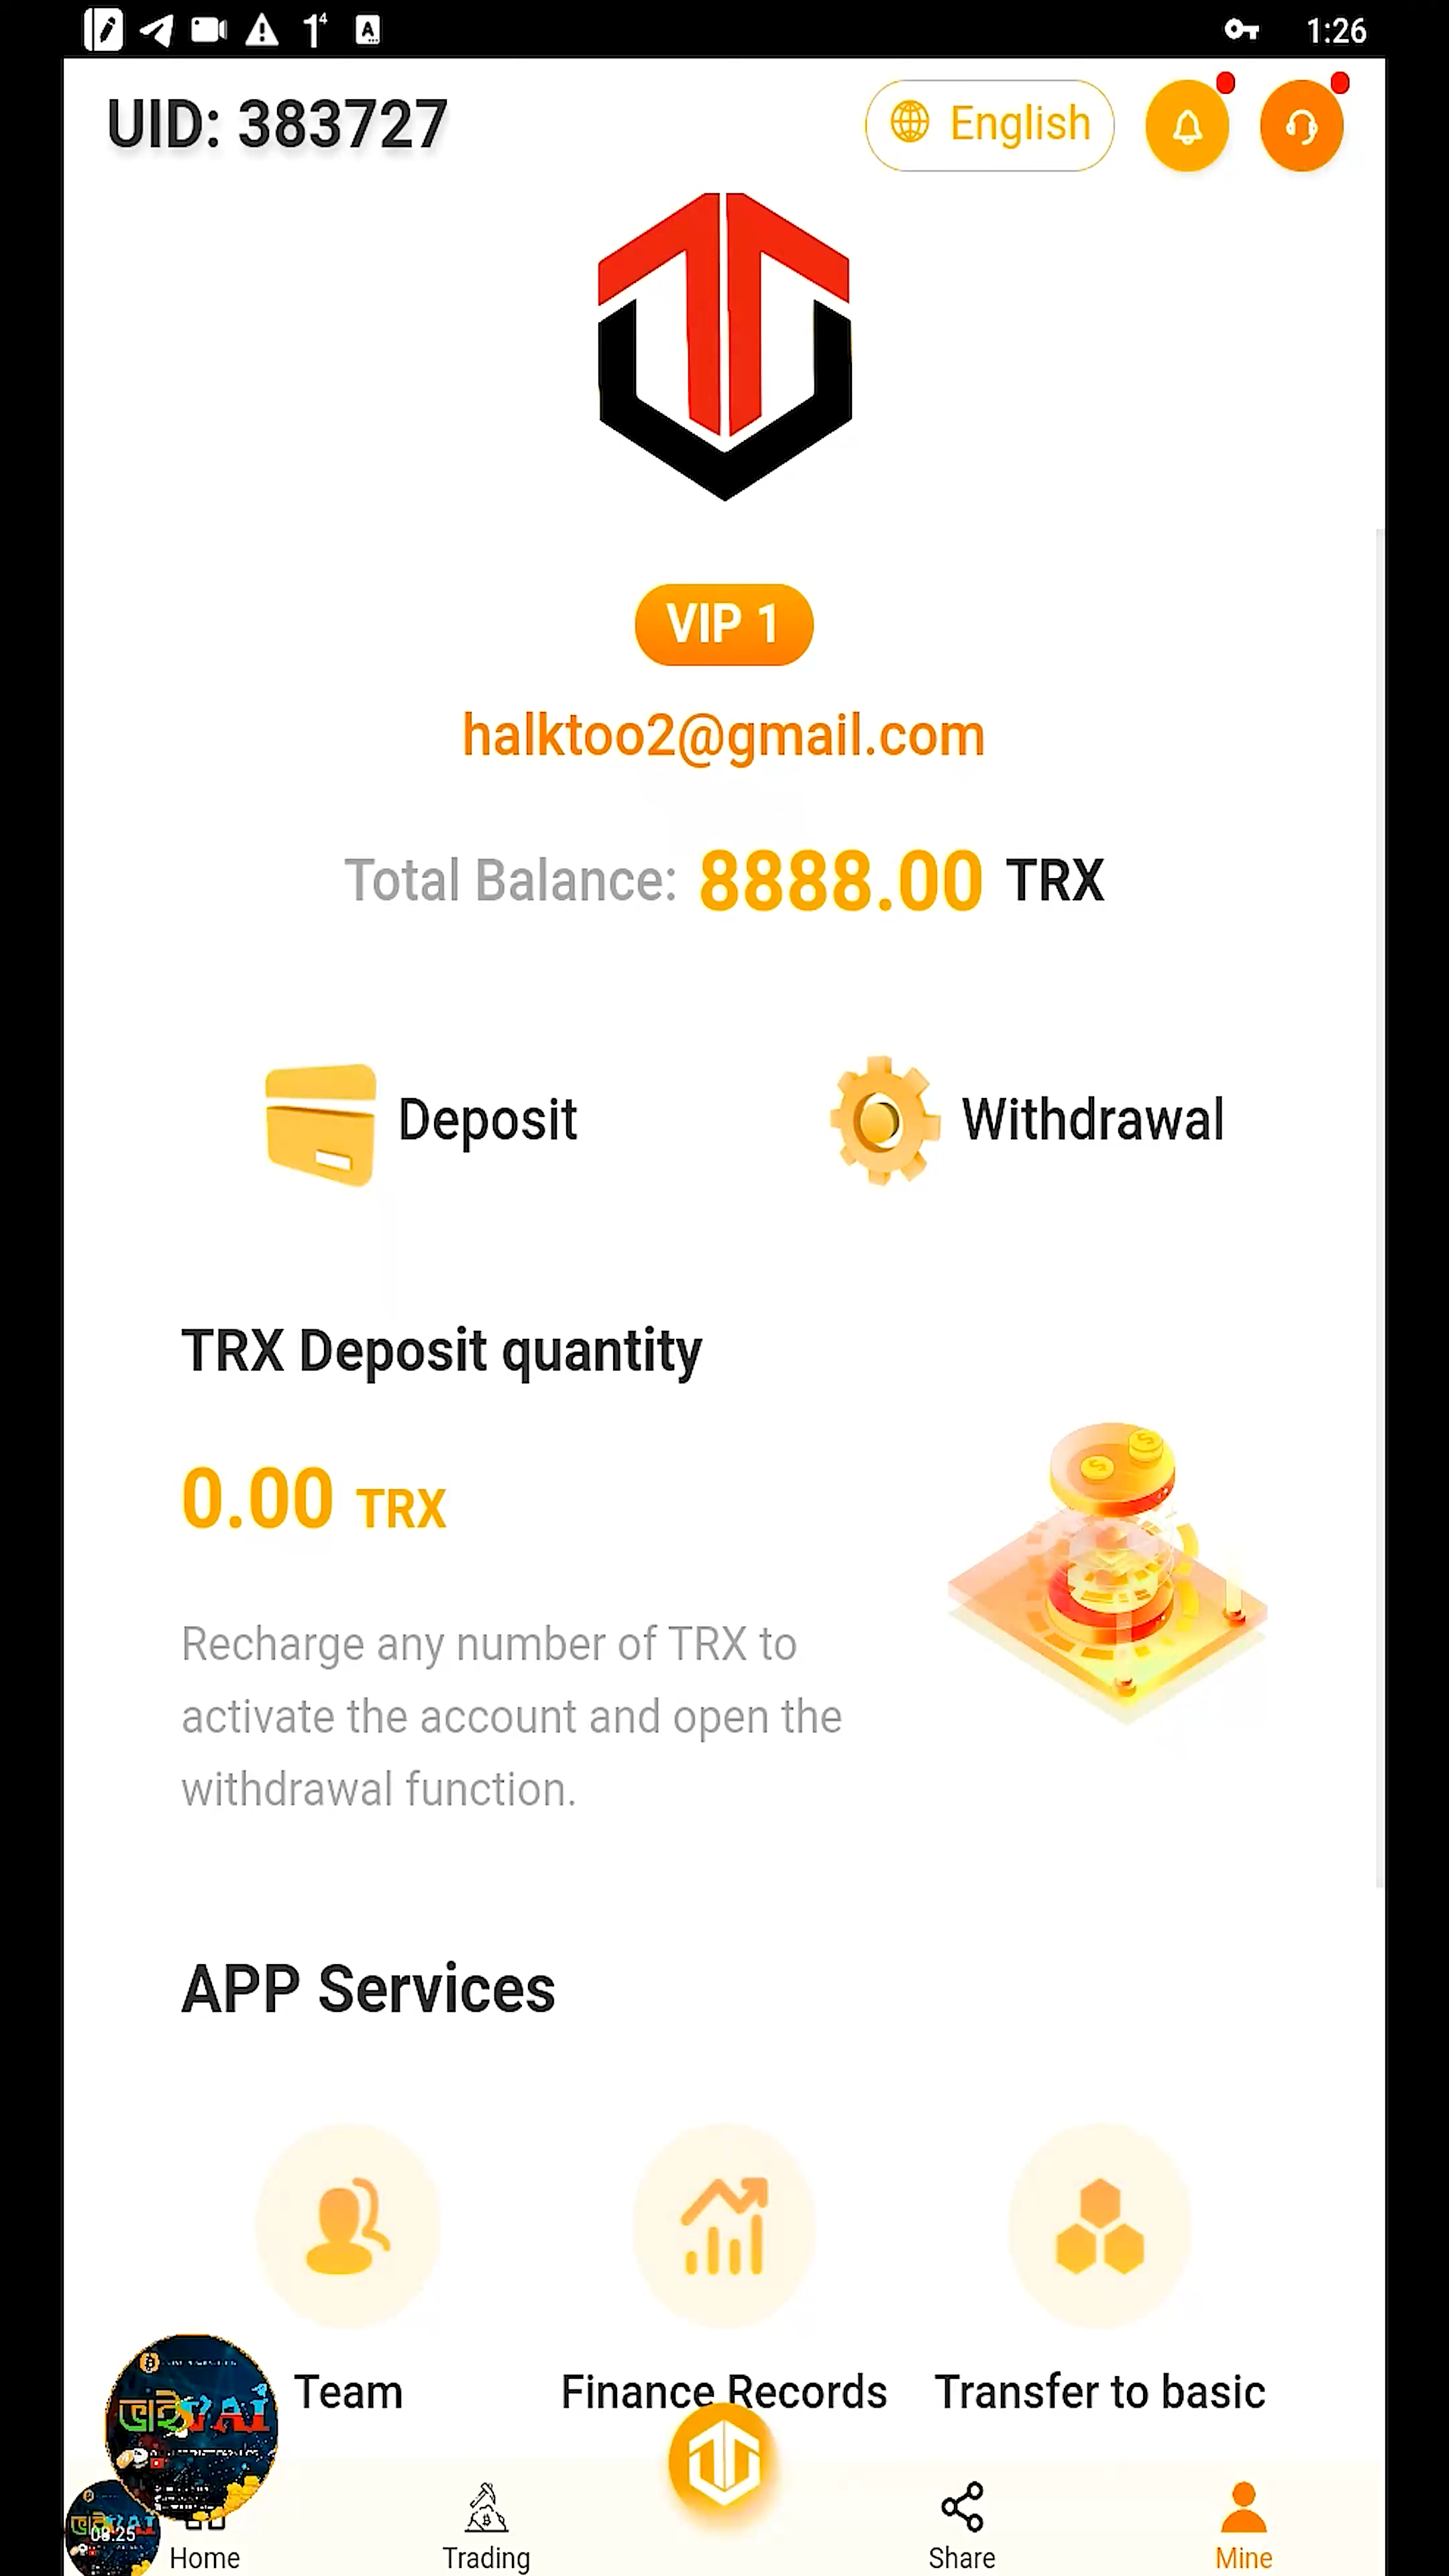 1:26
UID: 383727
English
VIP 1
halktoo2@gmail.com
Total Balance: 8888.00 TRX
Deposit
Withdrawal
TRX Deposit quantity
0.00 TRX
Recharge any number of TRX to
activate the account and open the
withdrawal function.
APP Services
Team
Finance Records
Transfer to basic
08:25
Home
Trading
Share
Mine